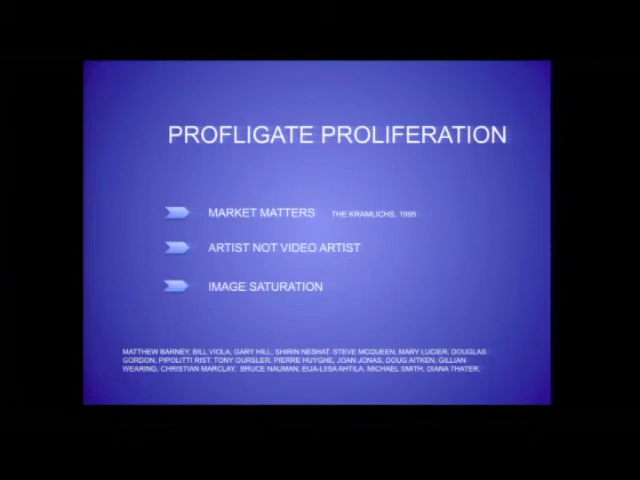 PROFLIGATE PROLIFERATION
MARKET MATTERS THE KRAMLICHS, 1995
ARTIST NOT VIDEO ARTIST
IMAGE SATURATION
MATTHEW BARNEY, BILL VIOLA, GARY HILL, SHIRIN NESHAT, STEVE MCQUEEN, MARY LUCIER, DOUGLAS
GORDON, PIPOLITTI RIST, TONY OURSLER, PIERRE HUYGHE, JOAN JONAS, DOUG AITKEN, GILLIAN
WEARING, CHRISTIAN MARCLAY, BRUCE NAUMAN, EIJA-LIISA AHTILA, MICHAEL SMITH, DIANA THATER.